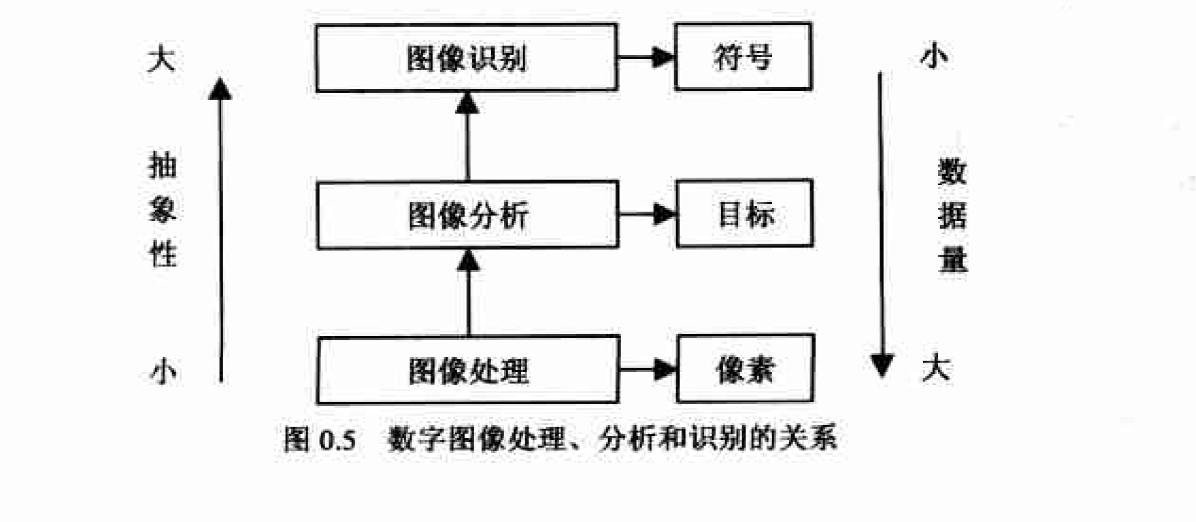 大
图像识别
符号
小
抽象性
图像分析
目标
数据量
小
图像处理
像素
大
图 0.5 数字图像处理、分析和识别的关系